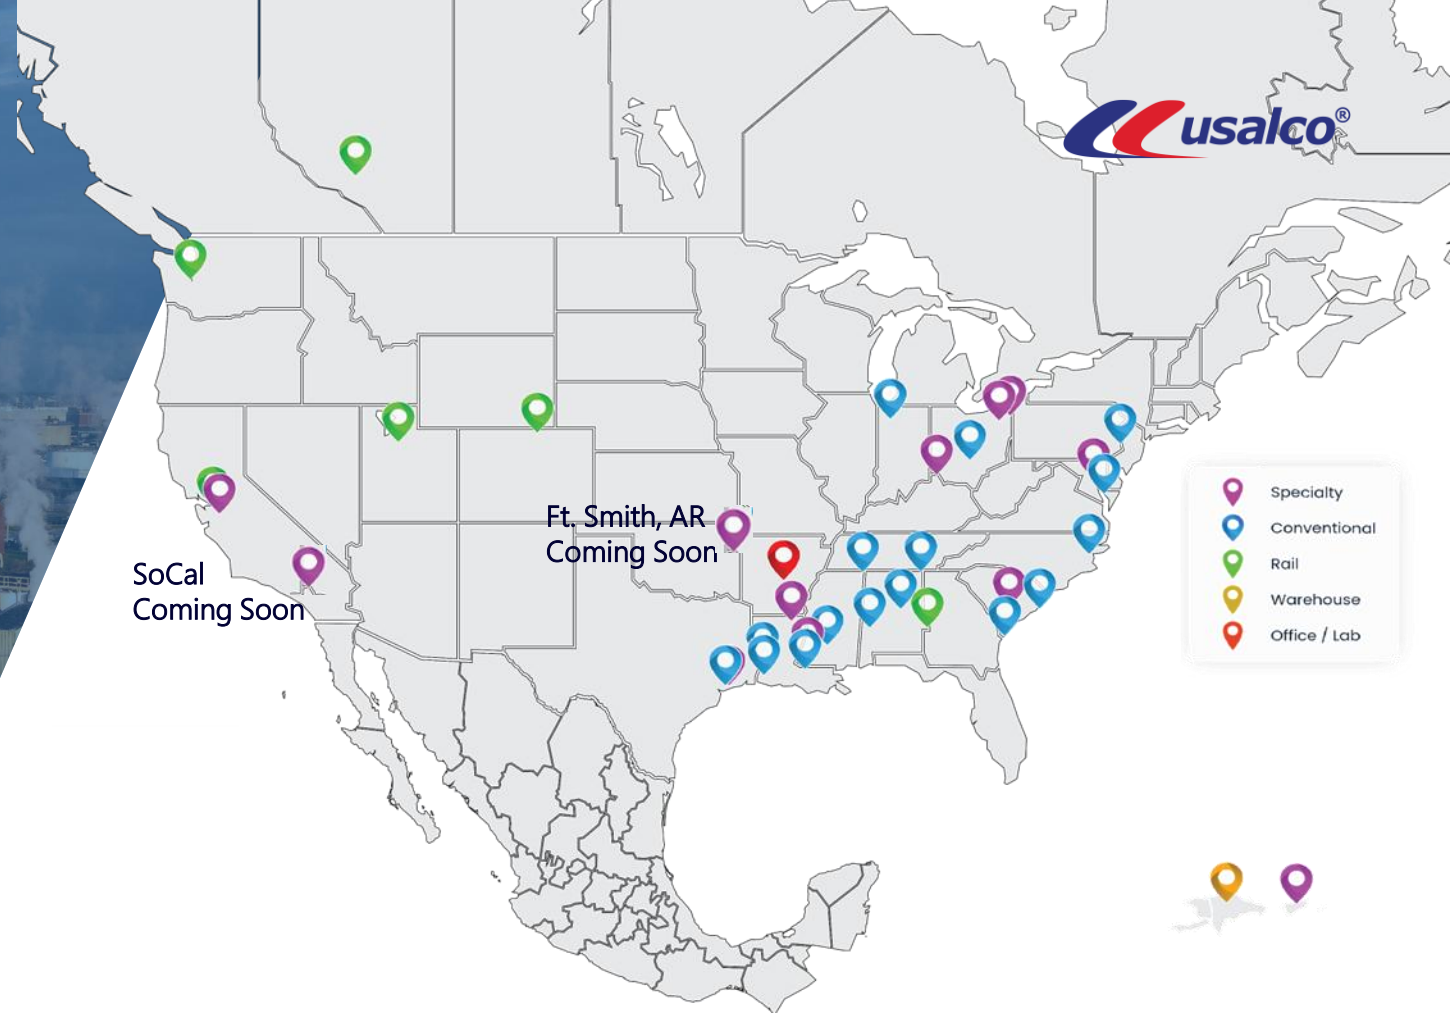 usalco®
Ft. Smith, AR
Coming Soon
SoCal
Coming Soon
Specialty
Conventional
Rail
Warehouse
Office / Lab